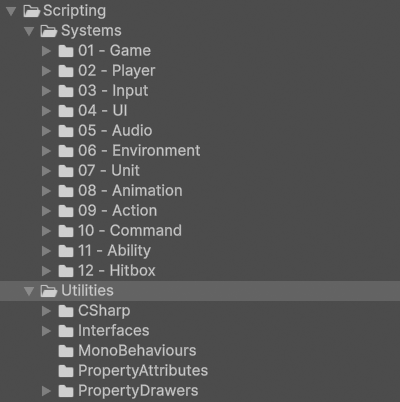 Scripting
Systems
01 - Game
02 - Player
03 - Input
04 - UI
05 - Audio
06 - Environment
07 - Unit
08 - Animation
09 - Action
10 - Command
11 - Ability
12 - Hitbox
Utilities
CSharp
Interfaces
MonoBehaviours
PropertyAttributes
PropertyDrawers